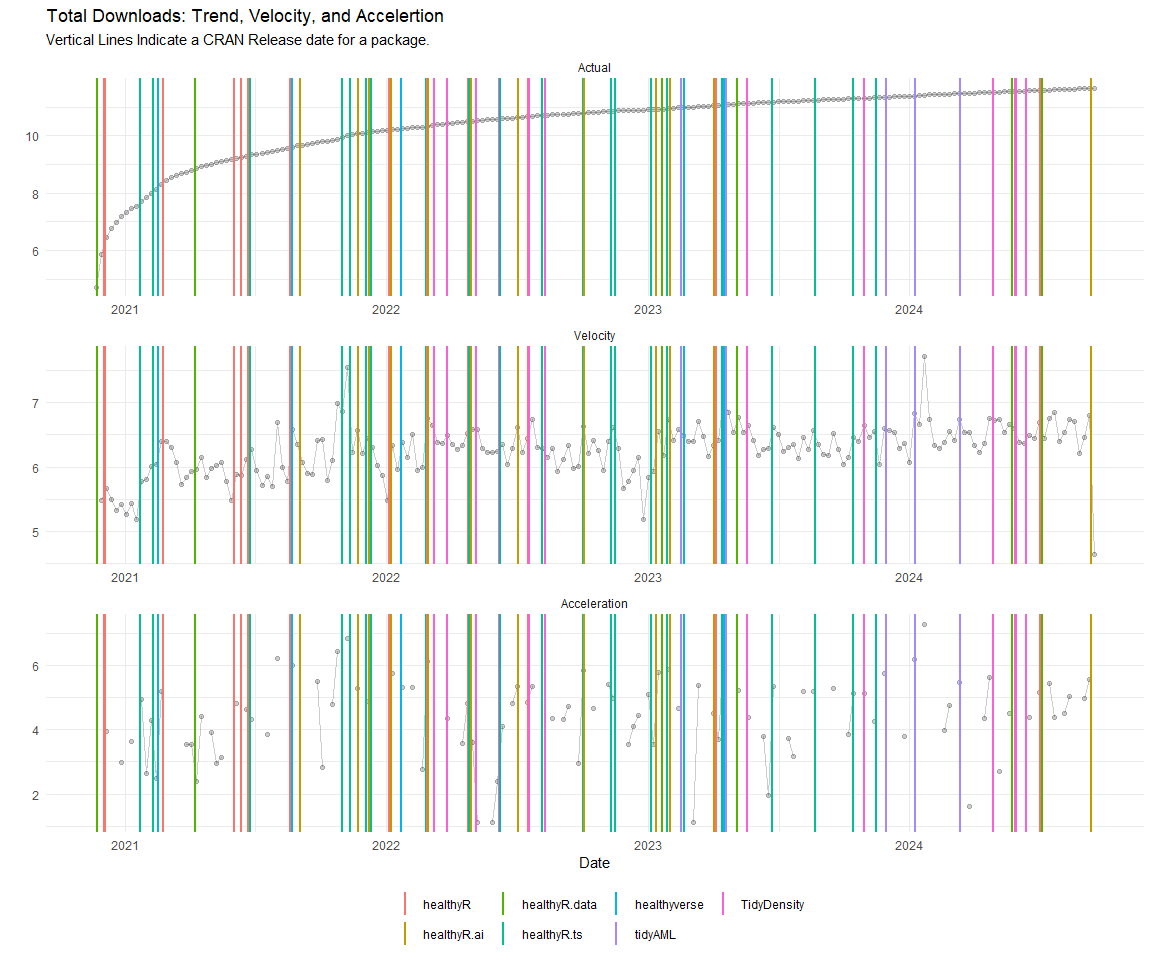 Total Downloads: Trend, Velocity, and Accelertion
Vertical Lines Indicate a CRAN Release date for a package.
Actual
10
8
6
2021 2022 2023 2024
Velocity
7
6
5
2021 2022 2023 2024
Acceleration
6
4
2
2021 2022 2023 2024
Date
healthyR healthyR.data healthyverse TidyDensity
healthyR.ai healthyR.ts tidyAML